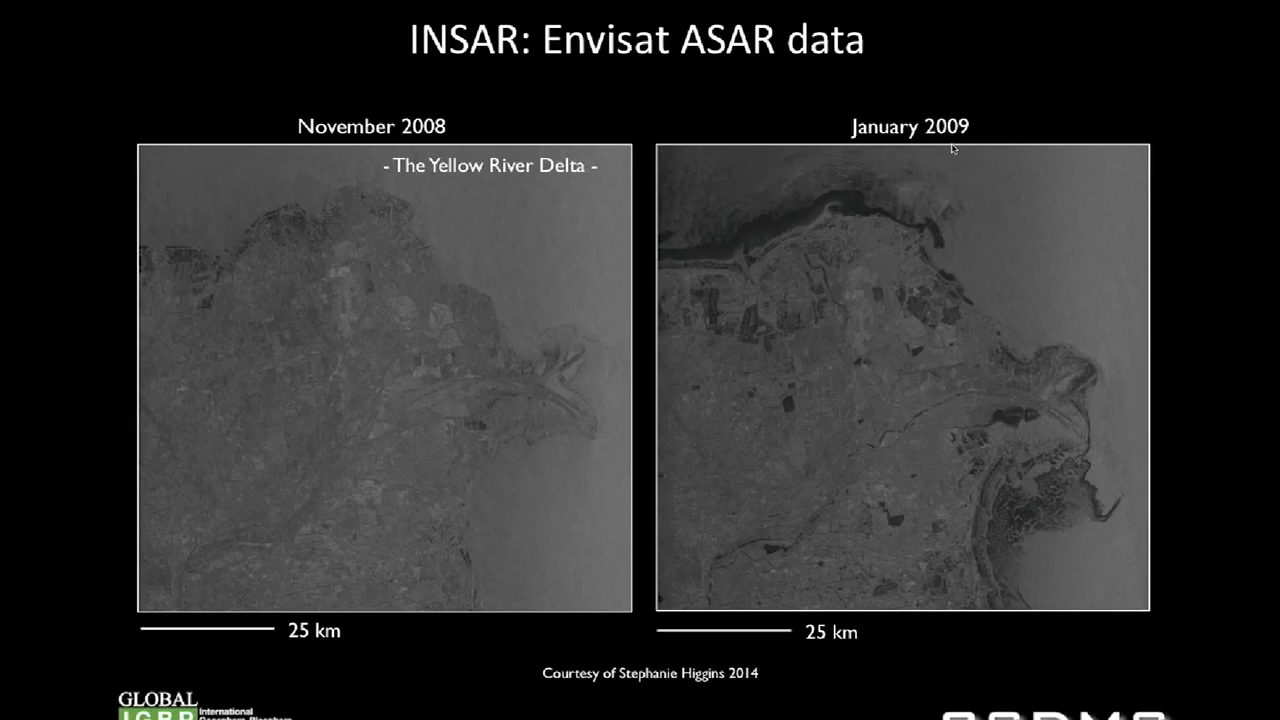 INSAR: Envisat ASAR data
November 2008
January 2009
- The Yellow River Delta -
25 km
25 km
Courtesy of Stephanie Higgins 2014
GLOBAL
IGBP
International